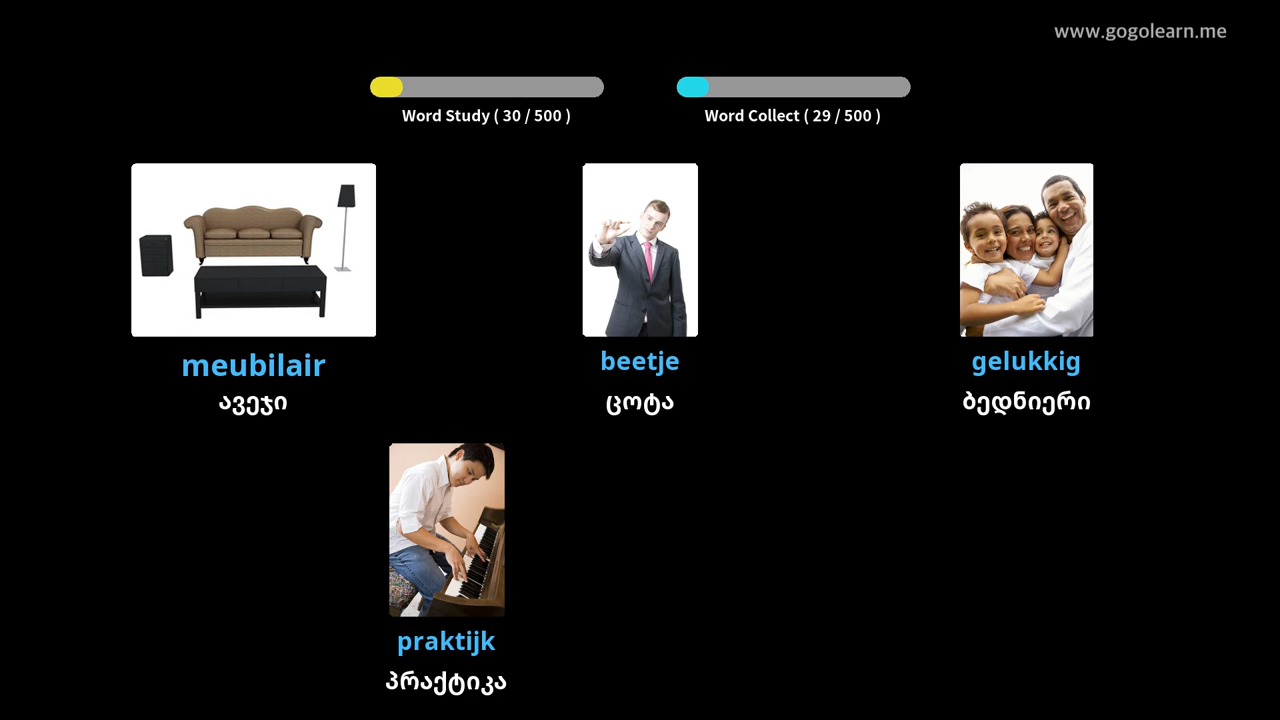 www.gogolearn.me
Word Study ( 30 / 500 )
Word Collect ( 29 / 500 )
meubilair
ავეჯი
beetje
ცოტა
gelukkig
ბედნიერი
praktijk
პრაქტიკა